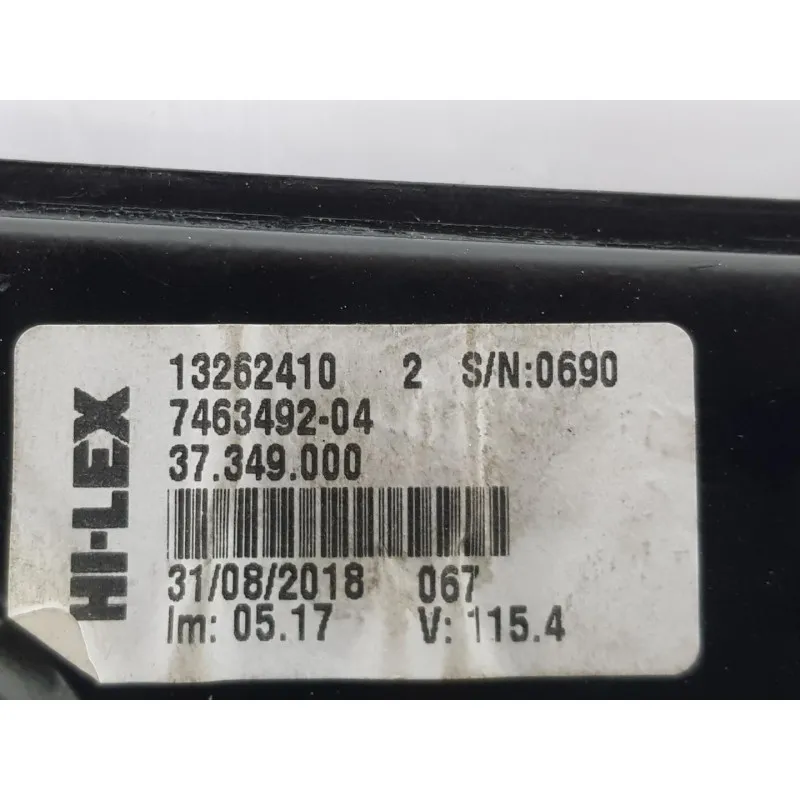 HI-LEX
13262410 2 S/N:0690
7463492-04
37.349.000
31/08/2018 067
Im: 05.17 V: 115.4